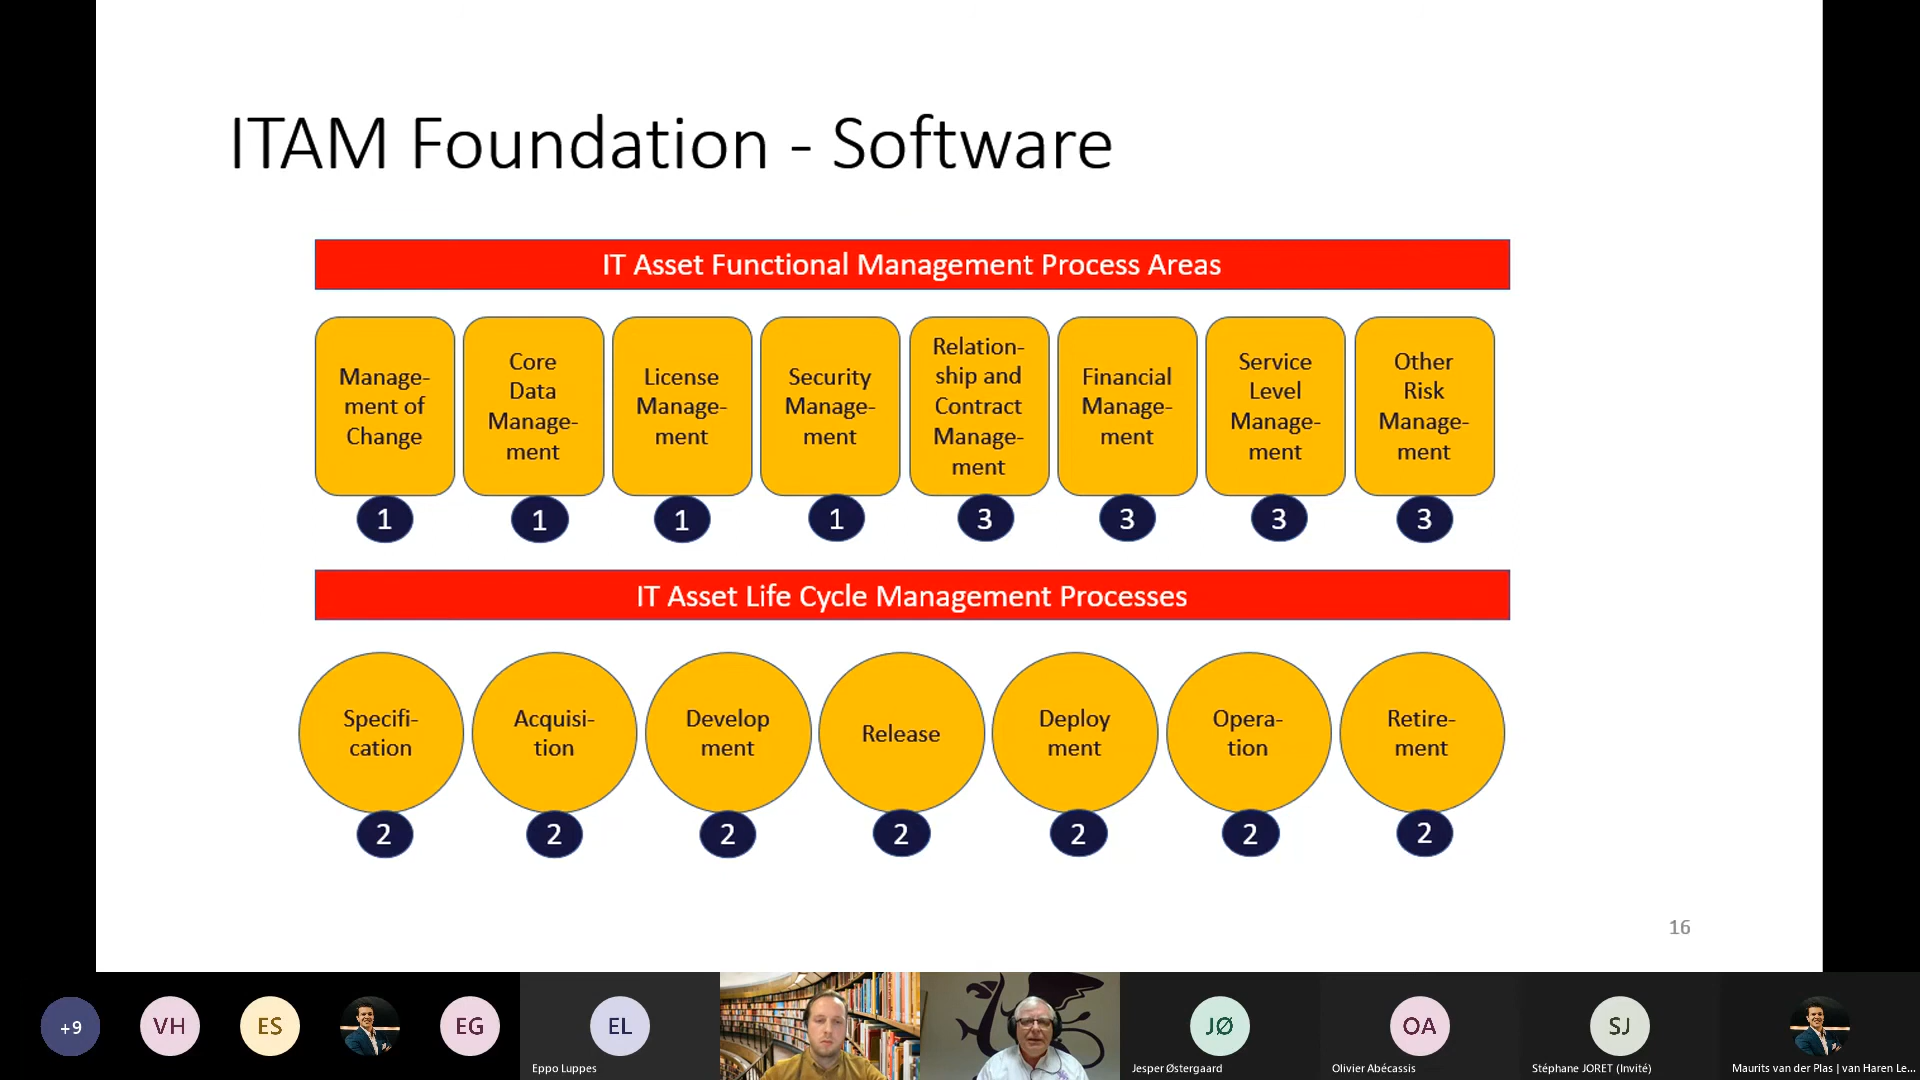 ITAM Foundation - Software
IT Asset Functional Management Process Areas
Manage-
ment of
Change
Core
Data
Manage-
ment
License
Manage-
ment
Security
Manage-
ment
Relation-
ship and
Contract
Manage-
ment
Financial
Manage-
ment
Service
Level
Manage-
ment
Other
Risk
Manage-
ment
1
1
1
1
3
3
3
3
IT Asset Life Cycle Management Processes
Specifi-
cation
Acquisi-
tion
Develop
ment
Release
Deploy
ment
Opera-
tion
Retire-
ment
2
2
2
2
2
2
2
16
+9
VH
ES
EG
EL
Eppo Luppes
JØ
Jesper Østergaard
OA
Olivier Abécassis
SJ
Stéphane JORET (Invité)
Maurits van der Plas | van Haren Le...